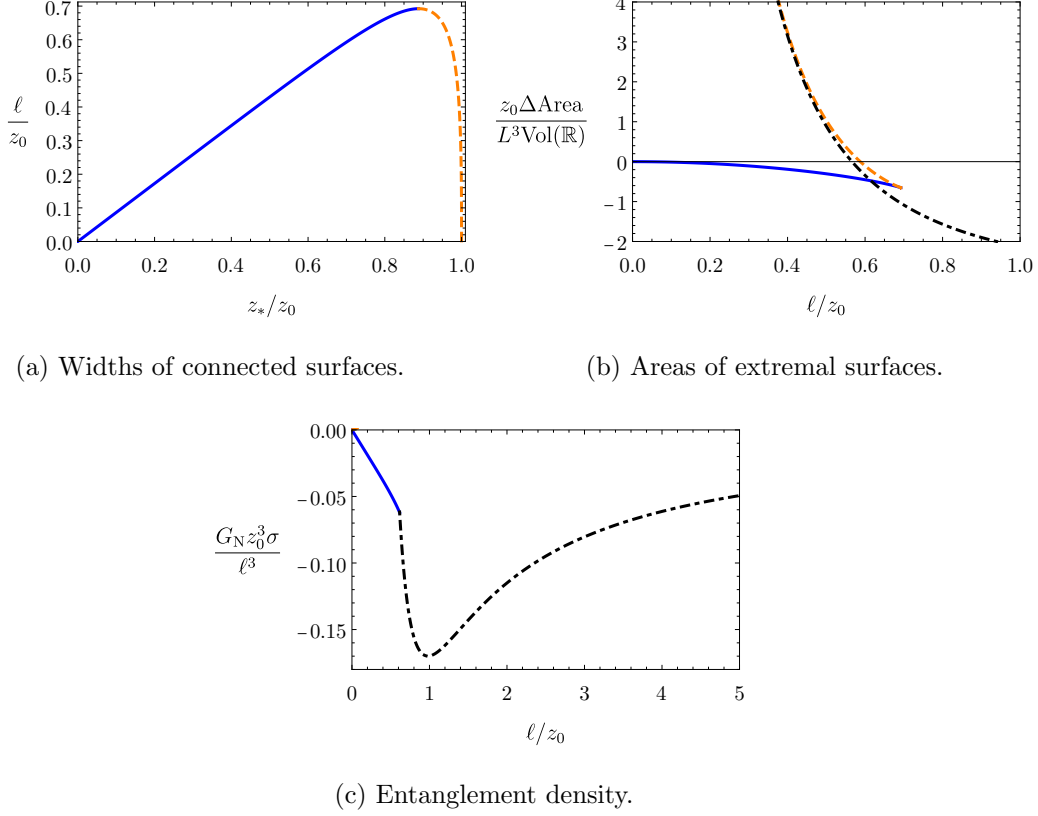 0.7
0.6
0.5
0.4
0.3
0.2
0.1
0.0
ℓ
z₀
0.0 0.2 0.4 0.6 0.8 1.0
z∗/z₀
(a) Widths of connected surfaces.
4
3
2
1
0
−1
−2
z₀ΔArea
L³Vol(ℝ)
0.0 0.2 0.4 0.6 0.8 1.0
ℓ/z₀
(b) Areas of extremal surfaces.
0.00
−0.05
−0.10
−0.15
G_N z₀³σ
ℓ³
0 1 2 3 4 5
ℓ/z₀
(c) Entanglement density.